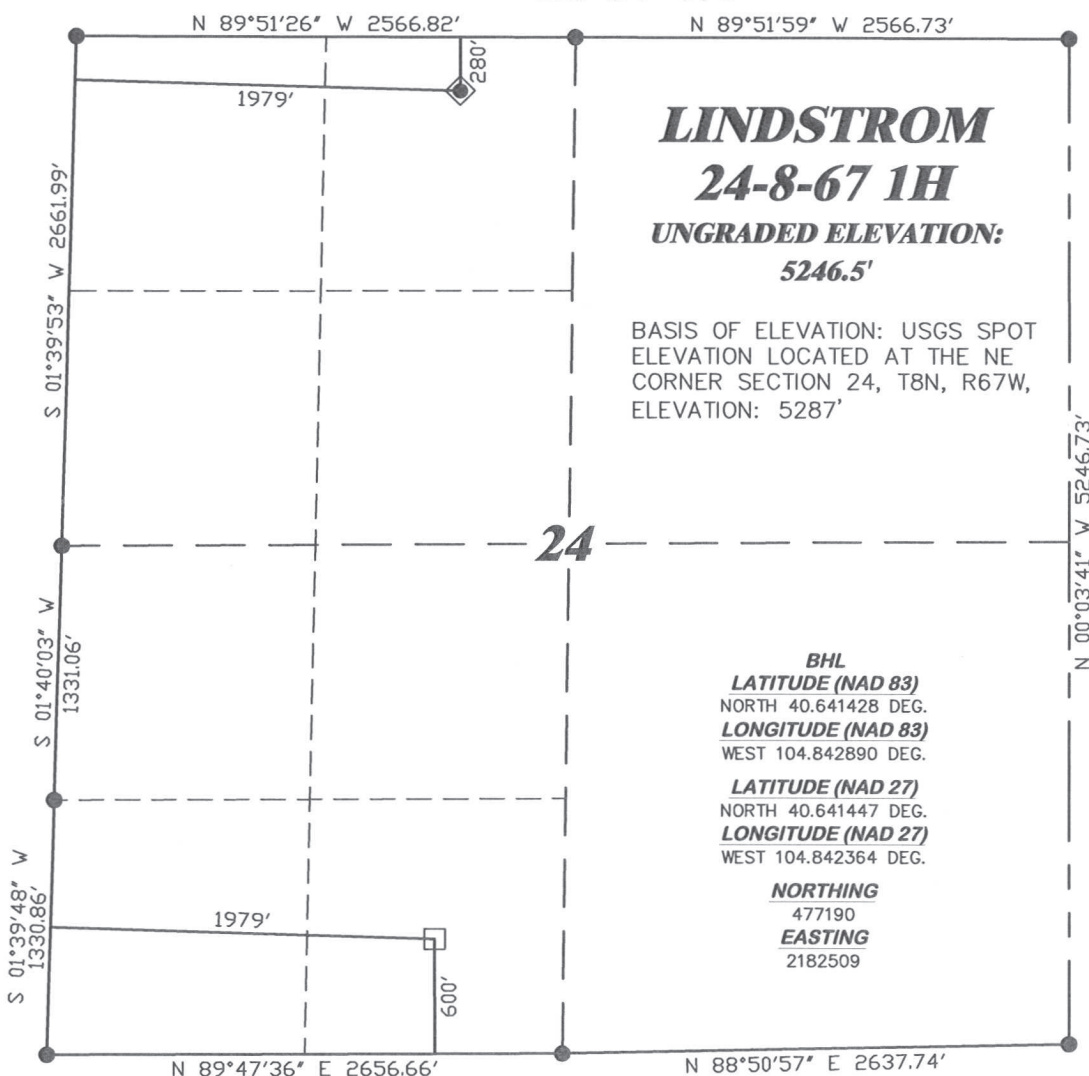 N 89°51'26" W 2566.82'
N 89°51'59" W 2566.73'
280'
1979'
LINDSTROM
24-8-67 1H
UNGRADED ELEVATION:
5246.5'
S 01°39'53" W 2661.99'
BASIS OF ELEVATION: USGS SPOT
ELEVATION LOCATED AT THE NE
CORNER SECTION 24, T8N, R67W,
ELEVATION: 5287'
24
N 00°03'41" W 5246.73'
S 01°40'03" W
1331.06'
BHL
LATITUDE (NAD 83)
NORTH 40.641428 DEG.
LONGITUDE (NAD 83)
WEST 104.842890 DEG.
LATITUDE (NAD 27)
NORTH 40.641447 DEG.
LONGITUDE (NAD 27)
WEST 104.842364 DEG.
NORTHING
477190
EASTING
2182509
S 01°39'48" W
1330.86'
1979'
600'
N 89°47'36" E 2656.66'
N 88°50'57" E 2637.74'